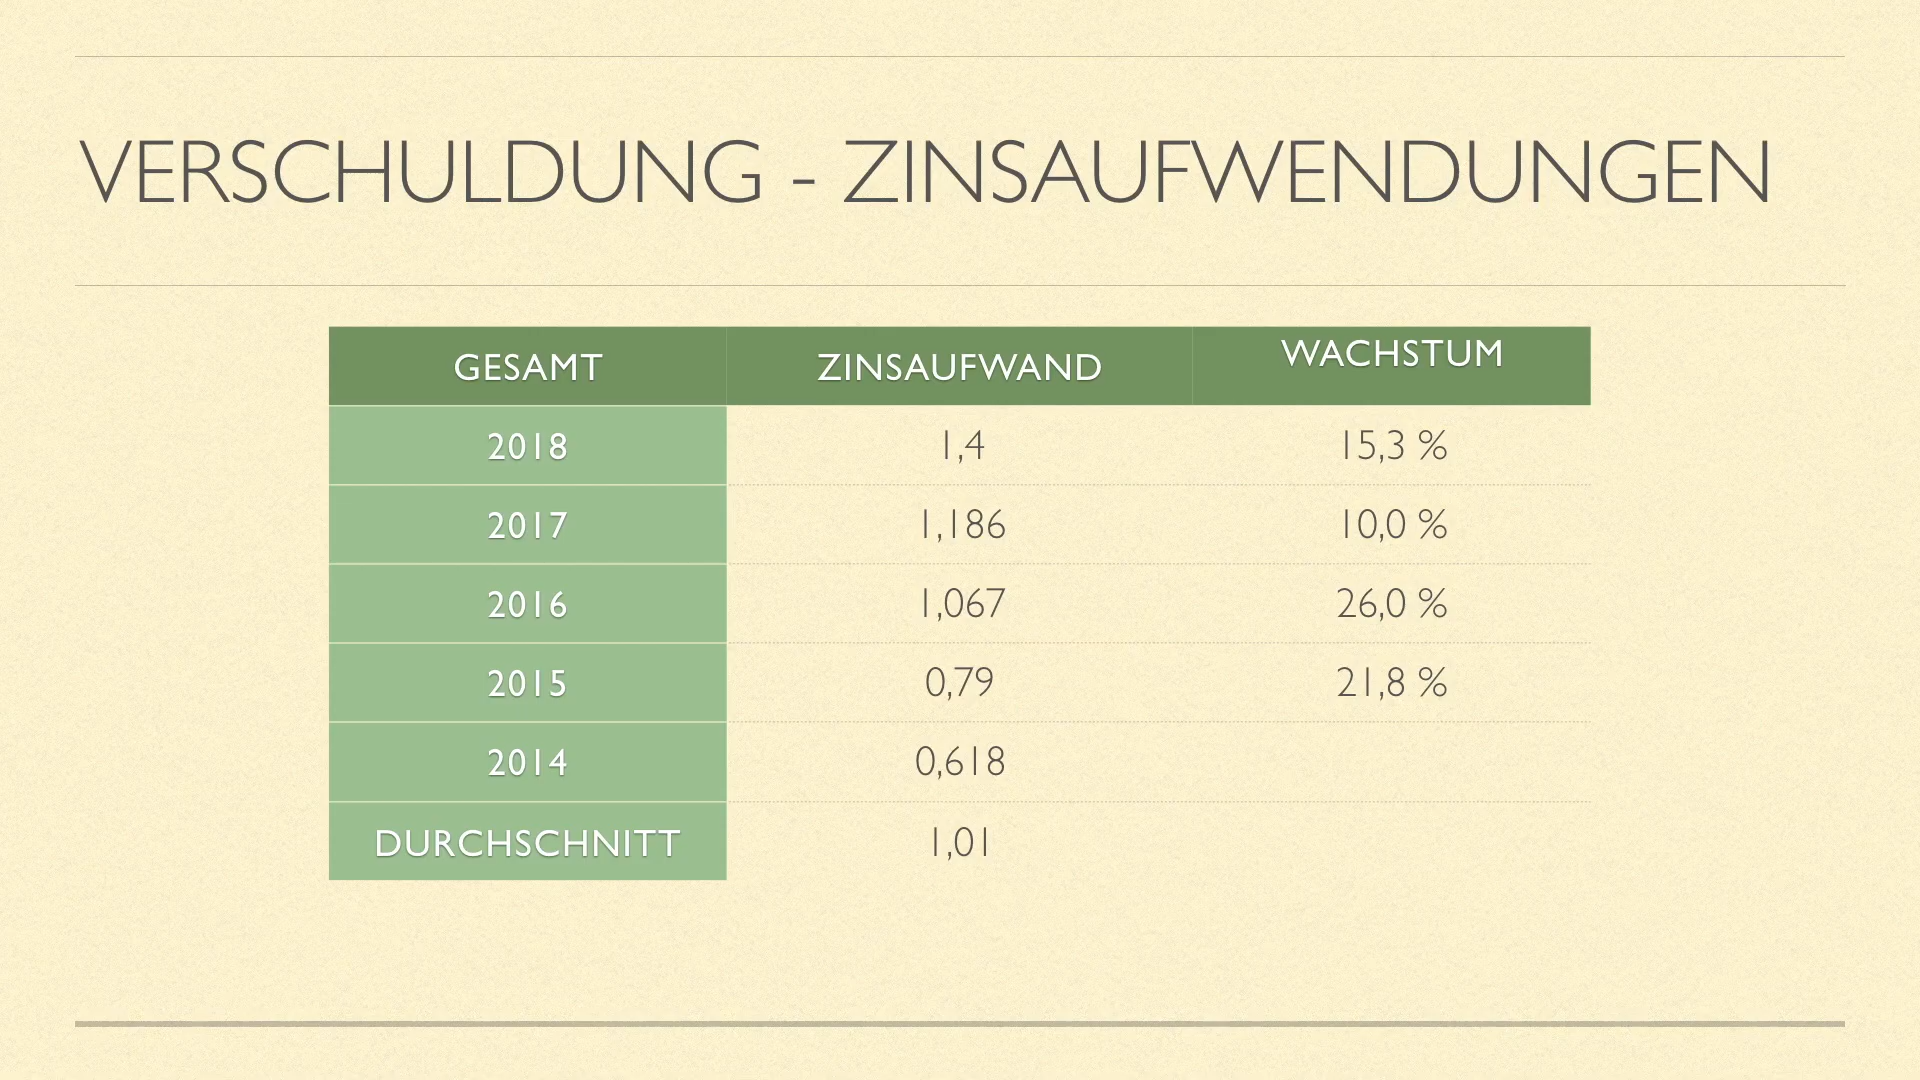 VERSCHULDUNG - ZINSAUFWENDUNGEN
GESAMT ZINSAUFWAND WACHSTUM
2018 1,4 15,3 %
2017 1,186 10,0 %
2016 1,067 26,0 %
2015 0,79 21,8 %
2014 0,618
DURCHSCHNITT 1,01